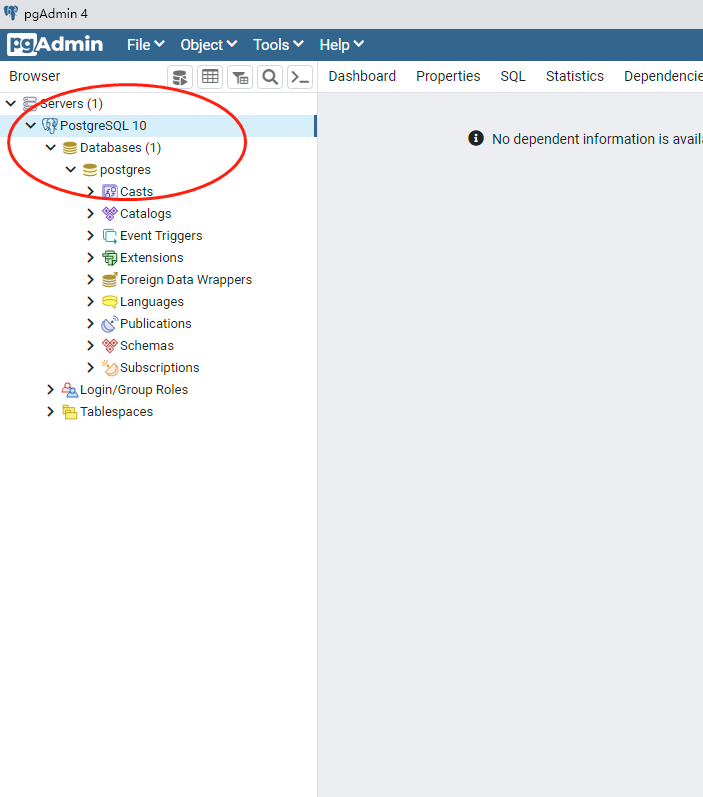 pgAdmin 4
pgAdmin File Object Tools Help
Browser Dashboard Properties SQL Statistics Dependencie
Servers (1)
PostgreSQL 10
No dependent information is avail
Databases (1)
postgres
Casts
Catalogs
Event Triggers
Extensions
Foreign Data Wrappers
Languages
Publications
Schemas
Subscriptions
Login/Group Roles
Tablespaces